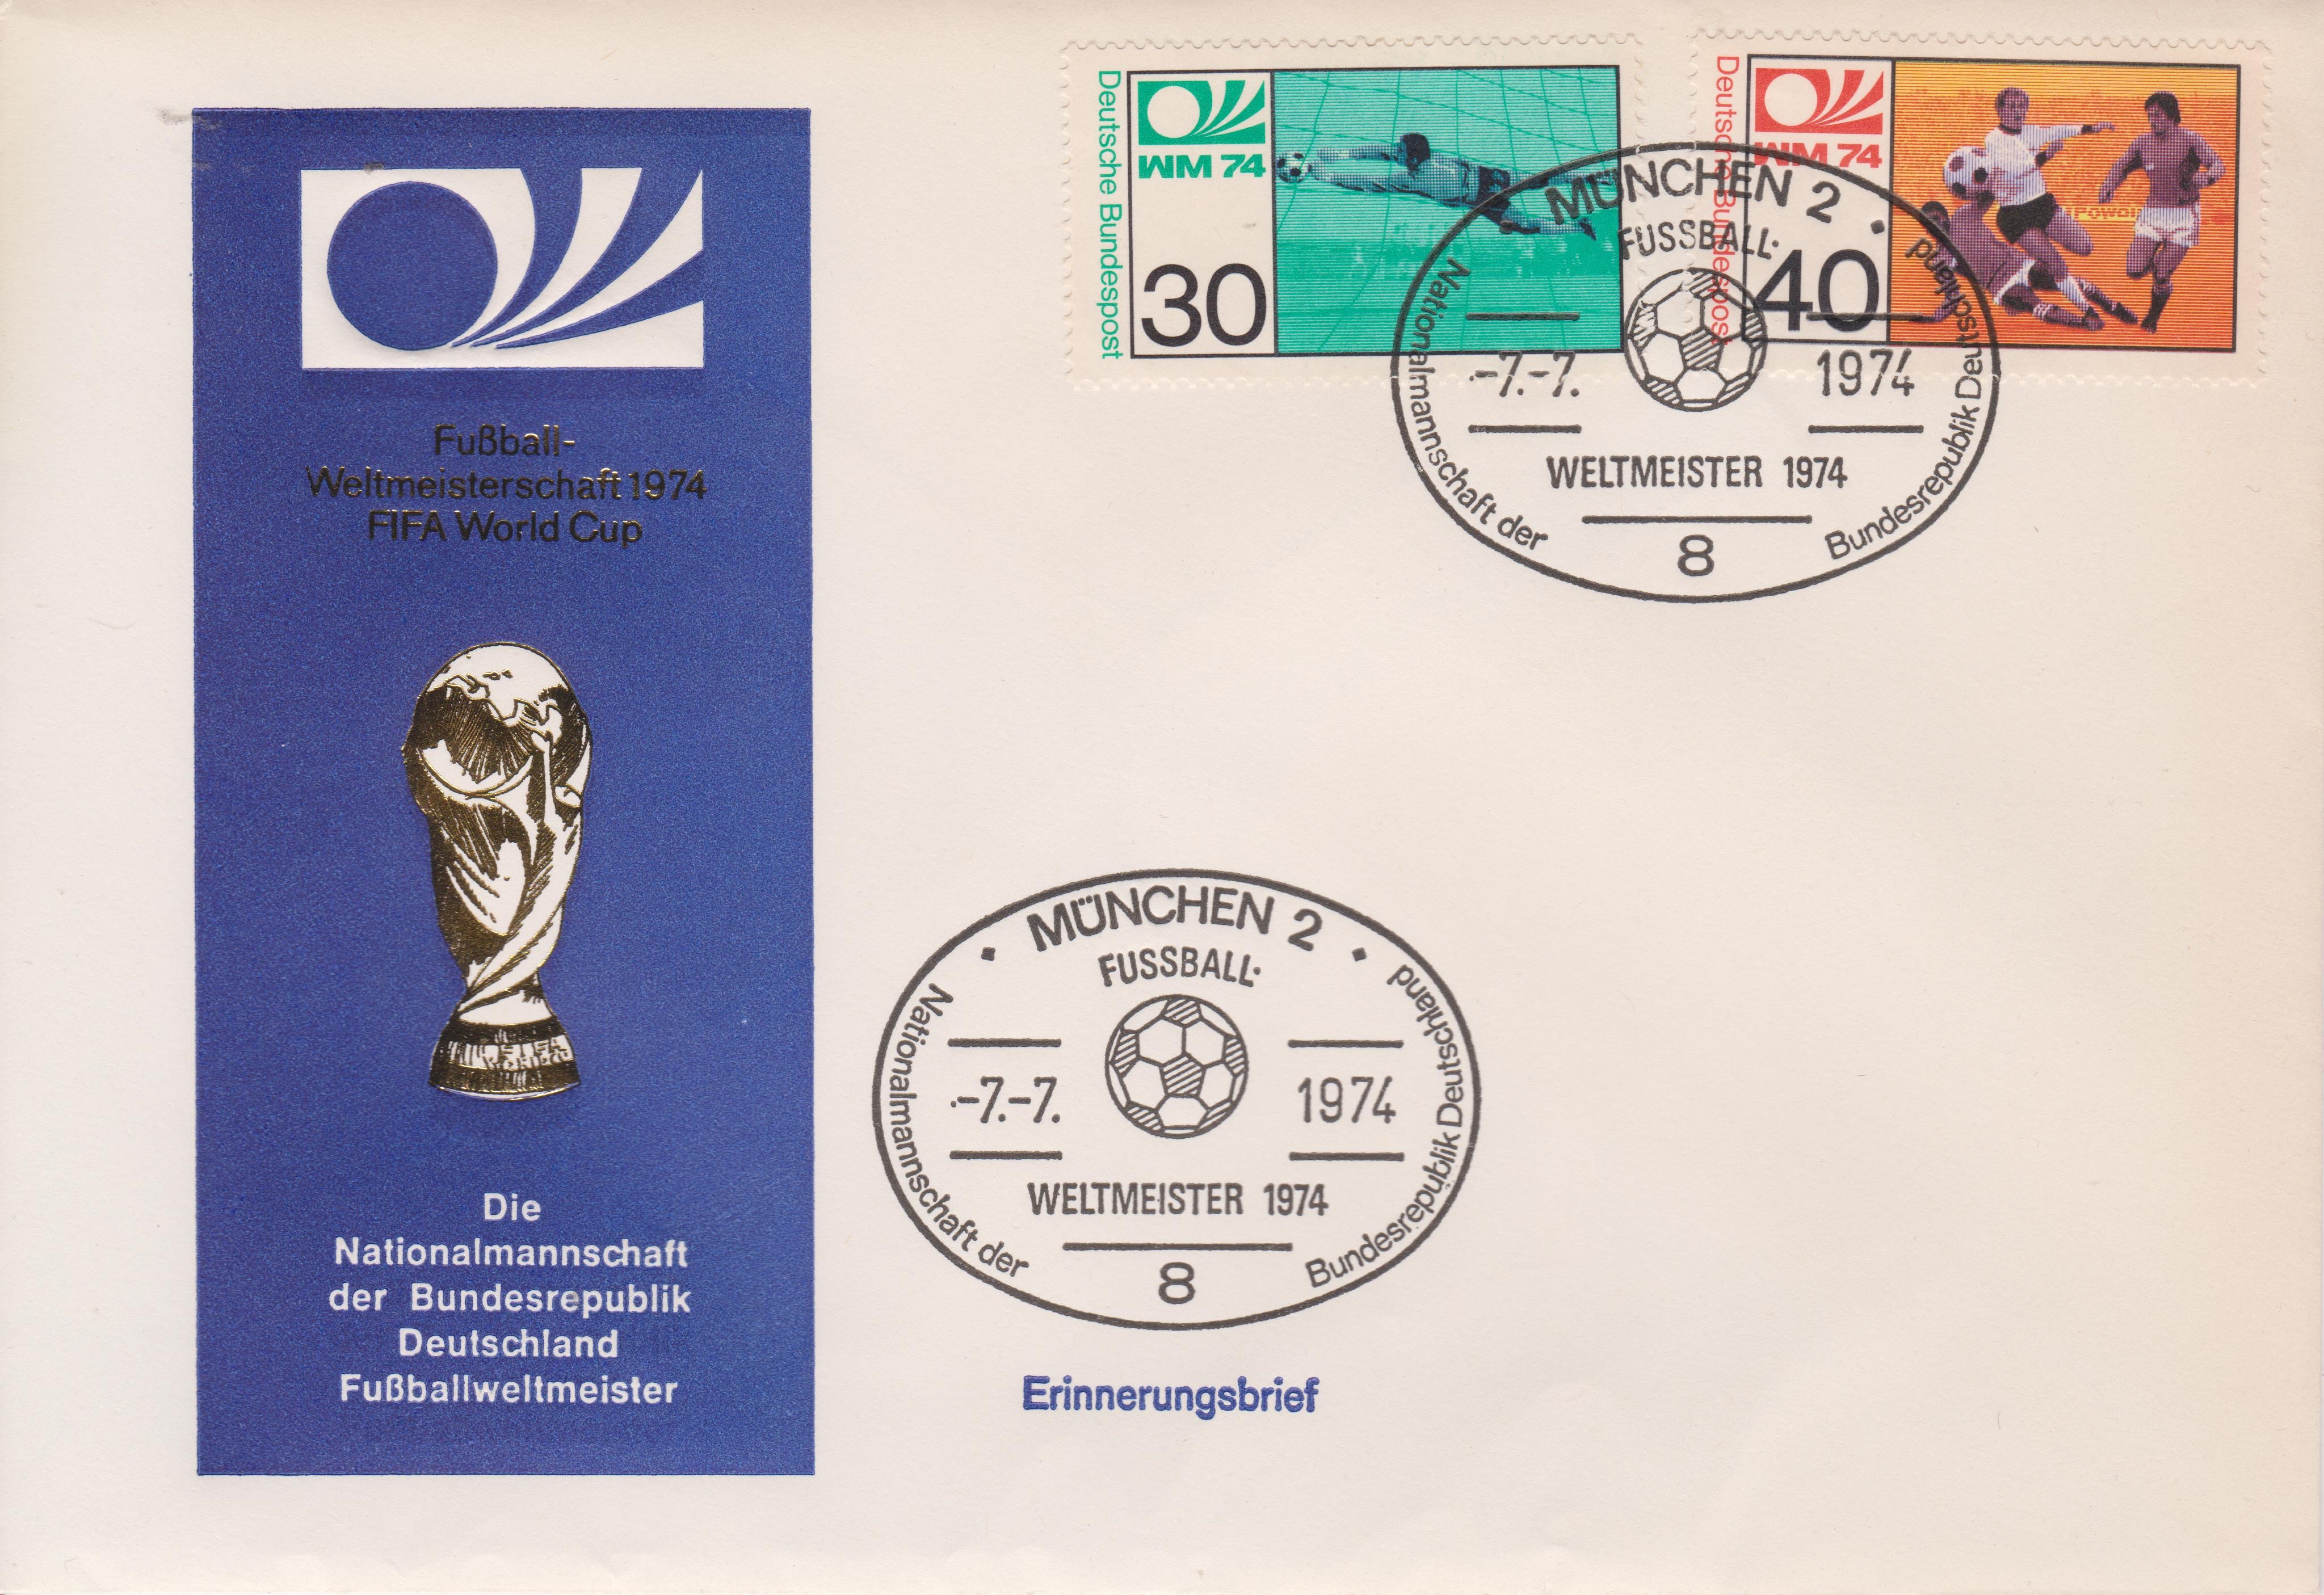 Deutsche Bundespost
WM 74
30
Deutsche Bundespost
WM 74
40
MÜNCHEN 2
FUSSBALL-
-7.-7.
1974
WELTMEISTER 1974
Nationalmannschaft der Bundesrepublik Deutschland
8
Fußball-
Weltmeisterschaft 1974
FIFA World Cup
Die
Nationalmannschaft
der Bundesrepublik
Deutschland
Fußballweltmeister
MÜNCHEN 2
FUSSBALL-
-7.-7.
1974
WELTMEISTER 1974
Nationalmannschaft der Bundesrepublik Deutschland
8
Erinnerungsbrief